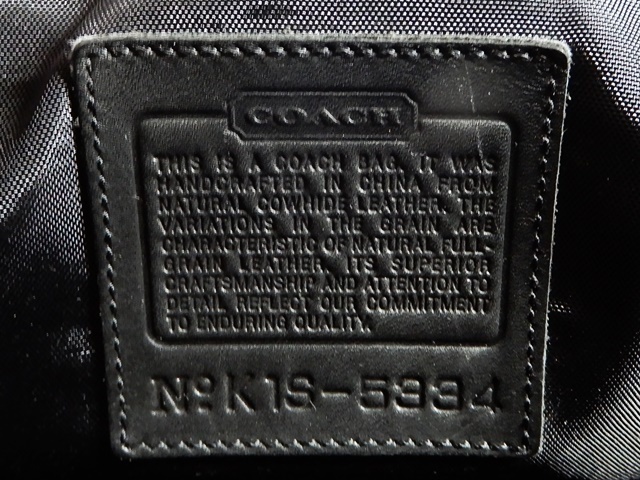 COACH
THIS IS A COACH BAG. IT WAS
HANDCRAFTED IN CHINA FROM
NATURAL COWHIDE LEATHER. THE
VARIATIONS IN THE GRAIN ARE
CHARACTERISTIC OF NATURAL FULL-
GRAIN LEATHER. ITS SUPERIOR
CRAFTSMANSHIP AND ATTENTION TO
DETAIL REFLECT OUR COMMITMENT
TO ENDURING QUALITY.
No K1S-5334